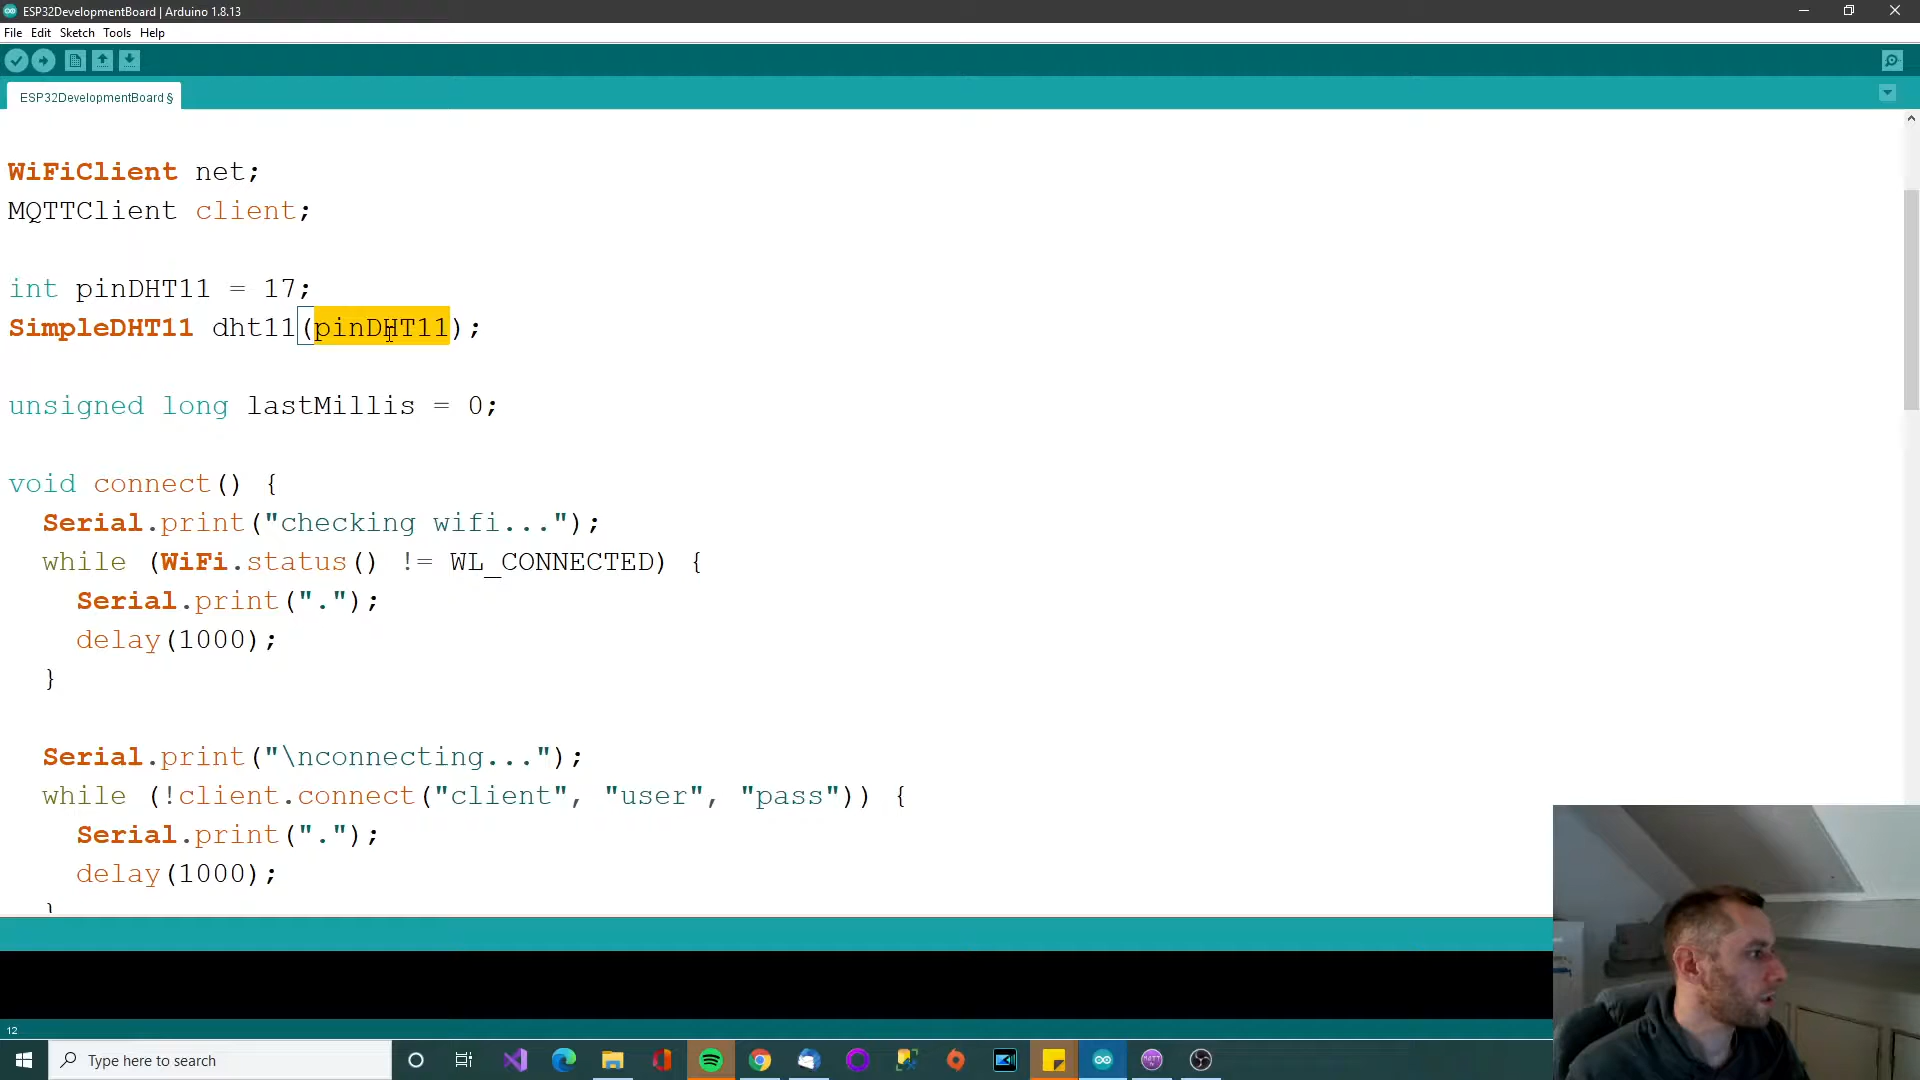 ESP32DevelopmentBoard | Arduino 1.8.13
File Edit Sketch Tools Help
ESP32DevelopmentBoard §
WiFiClient net;
MQTTClient client;
int pinDHT11 = 17;
SimpleDHT11 dht11(pinDHT11);
unsigned long lastMillis = 0;
void connect() {
Serial.print("checking wifi...");
while (WiFi.status() != WL_CONNECTED) {
Serial.print(".");
delay(1000);
}
Serial.print("\nconnecting...");
while (!client.connect("client", "user", "pass")) {
Serial.print(".");
delay(1000);
}
12
Type here to search